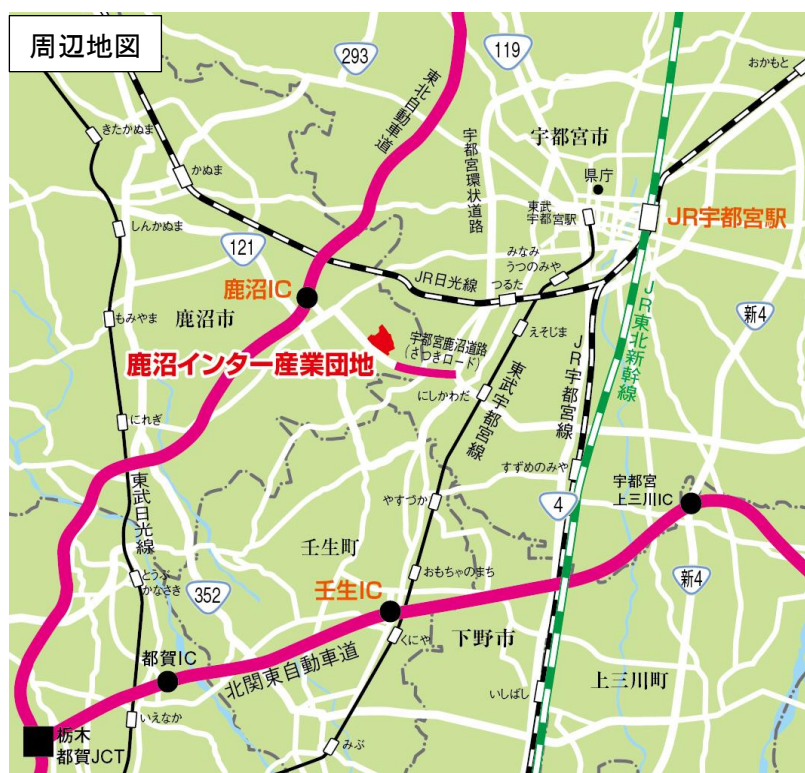 周辺地図
293
119
おかもと
東北自動車道
きたかぬま
宇都宮環状道路
宇都宮市
県庁
かぬま
東武
宇都宮駅
JR宇都宮駅
しんかぬま
121
みなみ
うつのみや
JR日光線
つるた
JR東北新幹線
鹿沼IC
新4
もみやま
鹿沼市
宇都宮鹿沼道路
(さつきロード)
えそじま
鹿沼インター産業団地
JR宇都宮線
にしかわだ
東武宇都宮線
にれぎ
すずめのみや
宇都宮
上三川IC
東武日光線
やすづか
4
壬生町
とうぶ
かなさき
おもちゃのまち
新4
352
壬生IC
下野市
くにや
都賀IC
北関東自動車道
上三川町
いしばし
いえなか
栃木
都賀JCT
みぶ